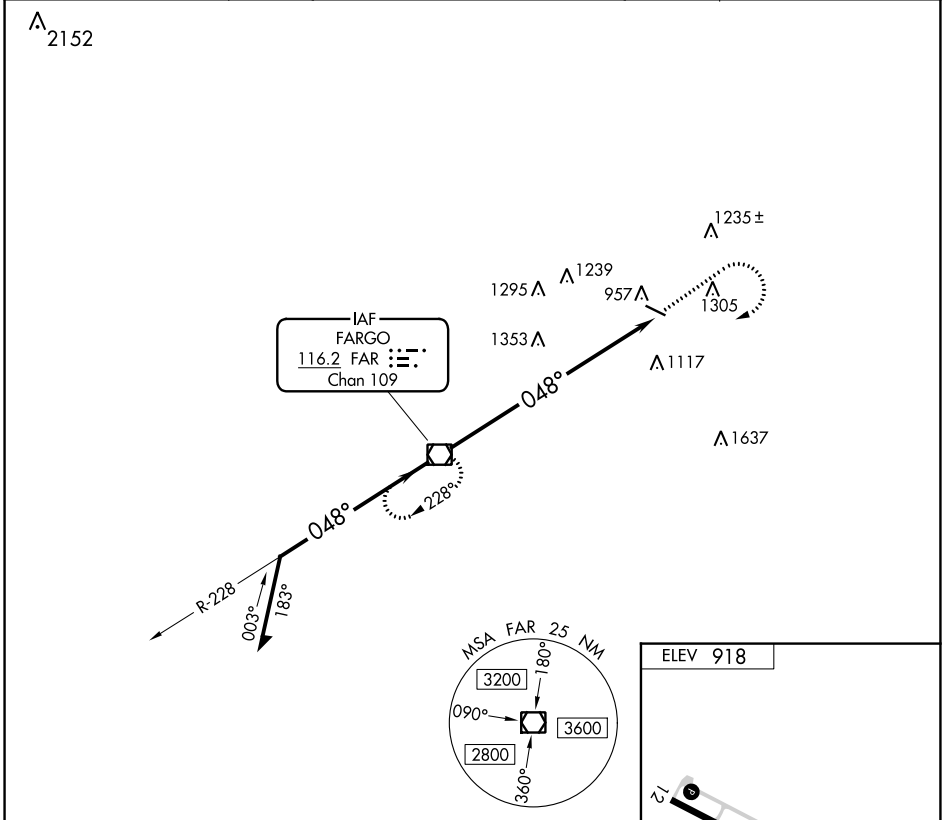 2152
1235 ±
1239
1295
957
1305
1353
1117
1637
IAF
FARGO
116.2 FAR
Chan 109
048°
228°
048°
R-228
003°
183°
MSA FAR 25 NM
180°
3200
090°
3600
2800
360°
ELEV 918
12
P